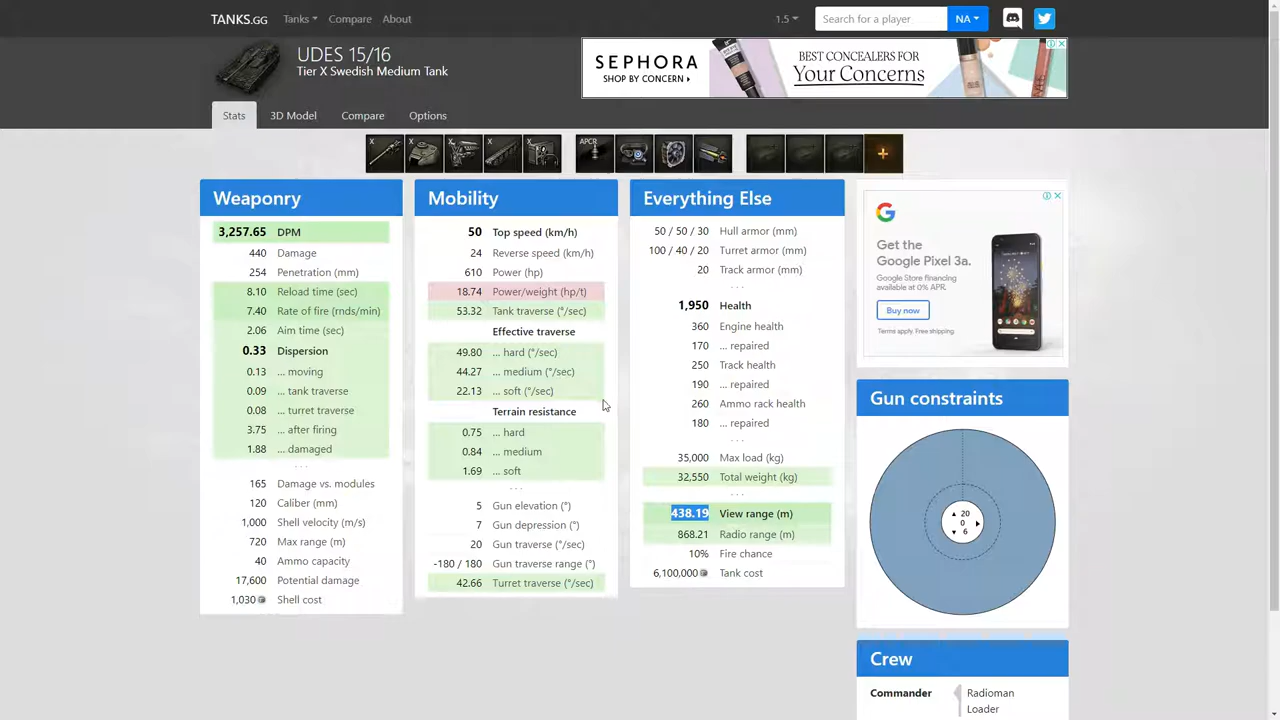 TANKS.GG Tanks Compare About 1.5 Search for a player NA
UDES 15/16
Tier X Swedish Medium Tank
SEPHORA
SHOP BY CONCERN
BEST CONCEALERS FOR
Your Concerns
Stats 3D Model Compare Options
X X X X X APCR
Weaponry
3,257.65 DPM
440 Damage
254 Penetration (mm)
8.10 Reload time (sec)
7.40 Rate of fire (rnds/min)
2.06 Aim time (sec)
0.33 Dispersion
0.13 ... moving
0.09 ... tank traverse
0.08 ... turret traverse
3.75 ... after firing
1.88 ... damaged
165 Damage vs. modules
120 Caliber (mm)
1,000 Shell velocity (m/s)
720 Max range (m)
40 Ammo capacity
17,600 Potential damage
1,030 Shell cost
Mobility
50 Top speed (km/h)
24 Reverse speed (km/h)
610 Power (hp)
18.74 Power/weight (hp/t)
53.32 Tank traverse (°/sec)
Effective traverse
49.80 ... hard (°/sec)
44.27 ... medium (°/sec)
22.13 ... soft (°/sec)
Terrain resistance
0.75 ... hard
0.84 ... medium
1.69 ... soft
5 Gun elevation (°)
7 Gun depression (°)
20 Gun traverse (°/sec)
-180 / 180 Gun traverse range (°)
42.66 Turret traverse (°/sec)
Everything Else
50 / 50 / 30 Hull armor (mm)
100 / 40 / 20 Turret armor (mm)
20 Track armor (mm)
1,950 Health
360 Engine health
170 ... repaired
250 Track health
190 ... repaired
260 Ammo rack health
180 ... repaired
35,000 Max load (kg)
32,550 Total weight (kg)
438.19 View range (m)
868.21 Radio range (m)
10% Fire chance
6,100,000 Tank cost
Get the
Google Pixel 3a.
Google Store financing
available at 0% APR.
Buy now
Terms apply. Free shipping.
Gun constraints
20
0
6
Crew
Commander Radioman
Loader